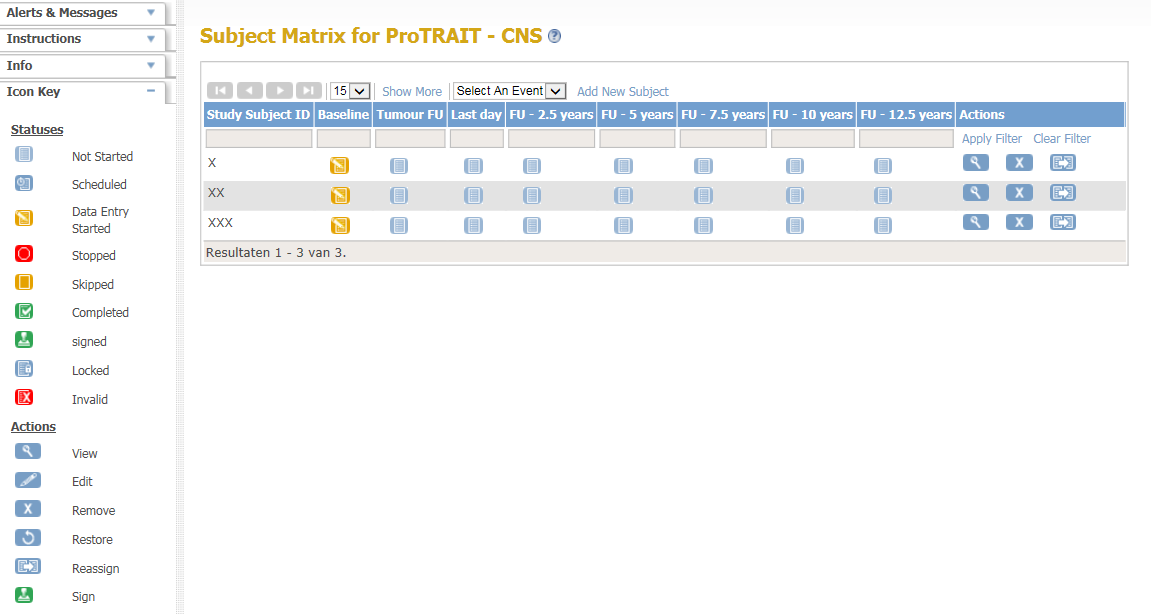 Alerts & Messages
Instructions
Info
Icon Key
Statuses
Not Started
Scheduled
Data Entry
Started
Stopped
Skipped
Completed
signed
Locked
Invalid
Actions
View
Edit
Remove
Restore
Reassign
Sign
Subject Matrix for ProTRAIT - CNS ?
15 Show More Select An Event Add New Subject
Study Subject ID Baseline Tumour FU Last day FU - 2.5 years FU - 5 years FU - 7.5 years FU - 10 years FU - 12.5 years Actions
Apply Filter Clear Filter
X
XX
XXX
Resultaten 1 - 3 van 3.